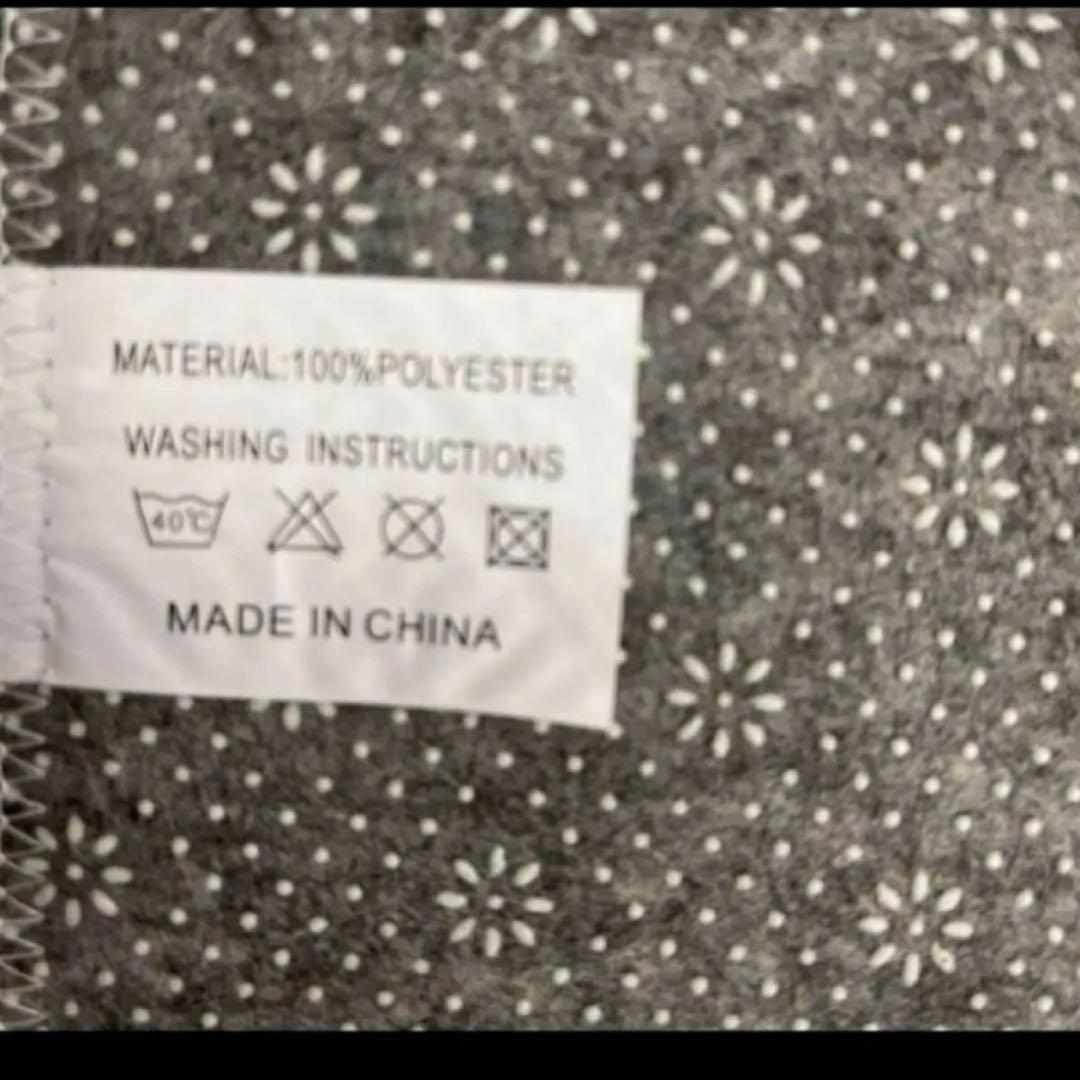 MATERIAL:100%POLYESTER
WASHING INSTRUCTIONS
40℃
MADE IN CHINA